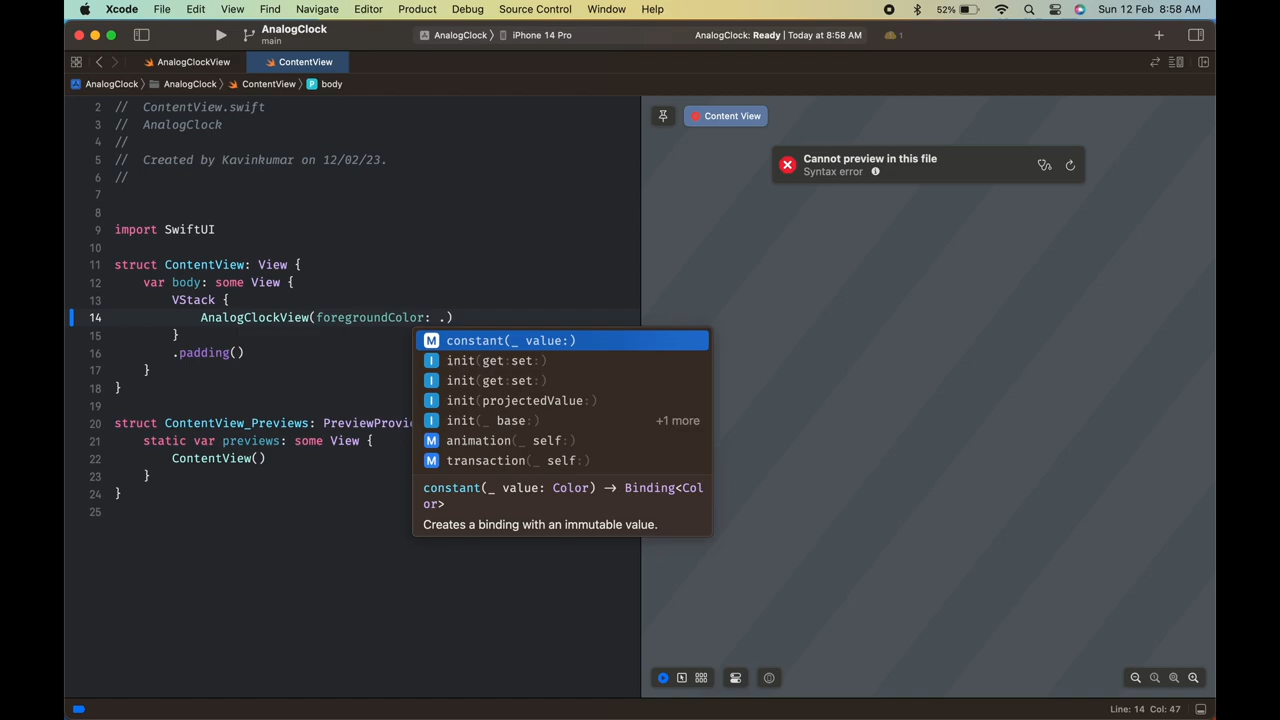 Xcode File Edit View Find Navigate Editor Product Debug Source Control Window Help 52% Sun 12 Feb 8:58 AM
AnalogClock
main
AnalogClock 〉 iPhone 14 Pro
AnalogClock: Ready | Today at 8:58 AM
1
AnalogClockView ContentView
AnalogClock 〉 AnalogClock 〉 ContentView 〉 P body
2 // ContentView.swift
3 // AnalogClock
4 //
5 // Created by Kavinkumar on 12/02/23.
6 //
7
8
9 import SwiftUI
10
11 struct ContentView: View {
12 var body: some View {
13 VStack {
14 AnalogClockView(foregroundColor: .)
15 }
16 .padding()
17 }
18 }
19
20 struct ContentView_Previews: PreviewProvi
21 static var previews: some View {
22 ContentView()
23 }
24 }
25
M constant(_ value:)
I init(get:set:)
I init(get:set:)
I init(projectedValue:)
I init(_ base:) +1 more
M animation(_ self:)
M transaction(_ self:)
constant(_ value: Color) → Binding<Col
or>
Creates a binding with an immutable value.
Content View
Cannot preview in this file
Syntax error
Line: 14 Col: 47